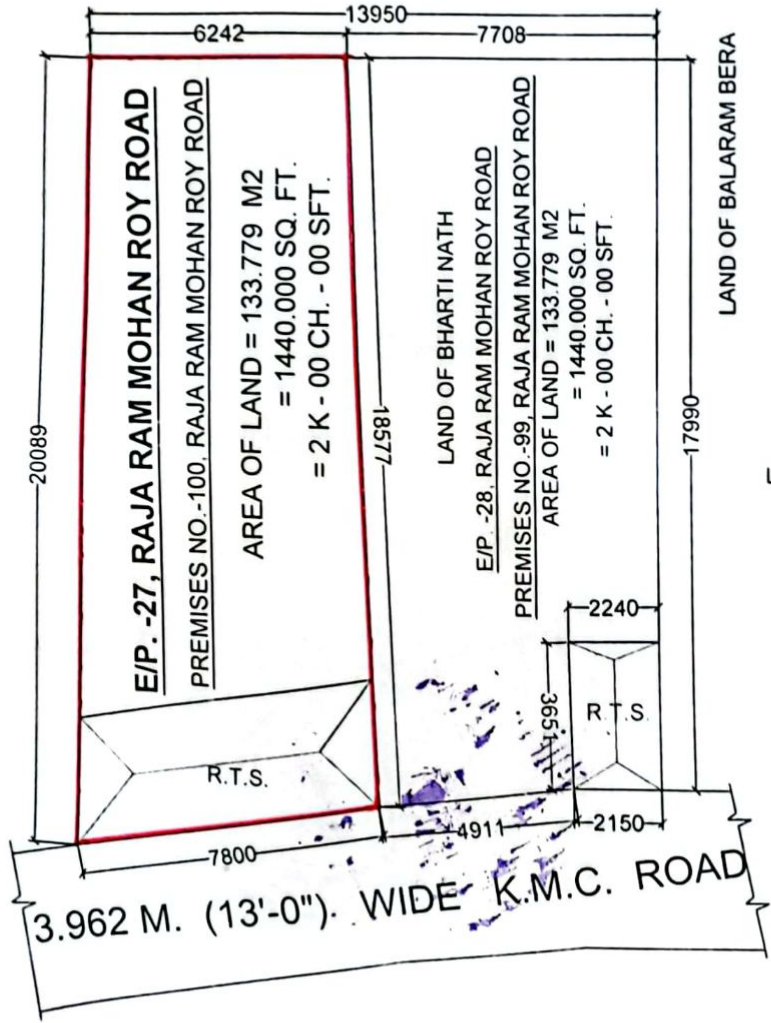 13950
6242
7708
E/P. -27, RAJA RAM MOHAN ROY ROAD
PREMISES NO.-100, RAJA RAM MOHAN ROY ROAD
AREA OF LAND = 133.779 M2
= 1440.000 SQ. FT.
= 2 K - 00 CH. - 00 SFT.
20089
18577
LAND OF BHARTI NATH
E/P. -28, RAJA RAM MOHAN ROY ROAD
PREMISES NO.-99, RAJA RAM MOHAN ROY ROAD
AREA OF LAND = 133.779 M2
= 1440.000 SQ. FT.
= 2 K - 00 CH. - 00 SFT.
17990
LAND OF BALARAM BERA
2240
3651
R.T.S.
R.T.S.
7800
4911
2150
3.962 M. (13'-0"). WIDE K.M.C. ROAD